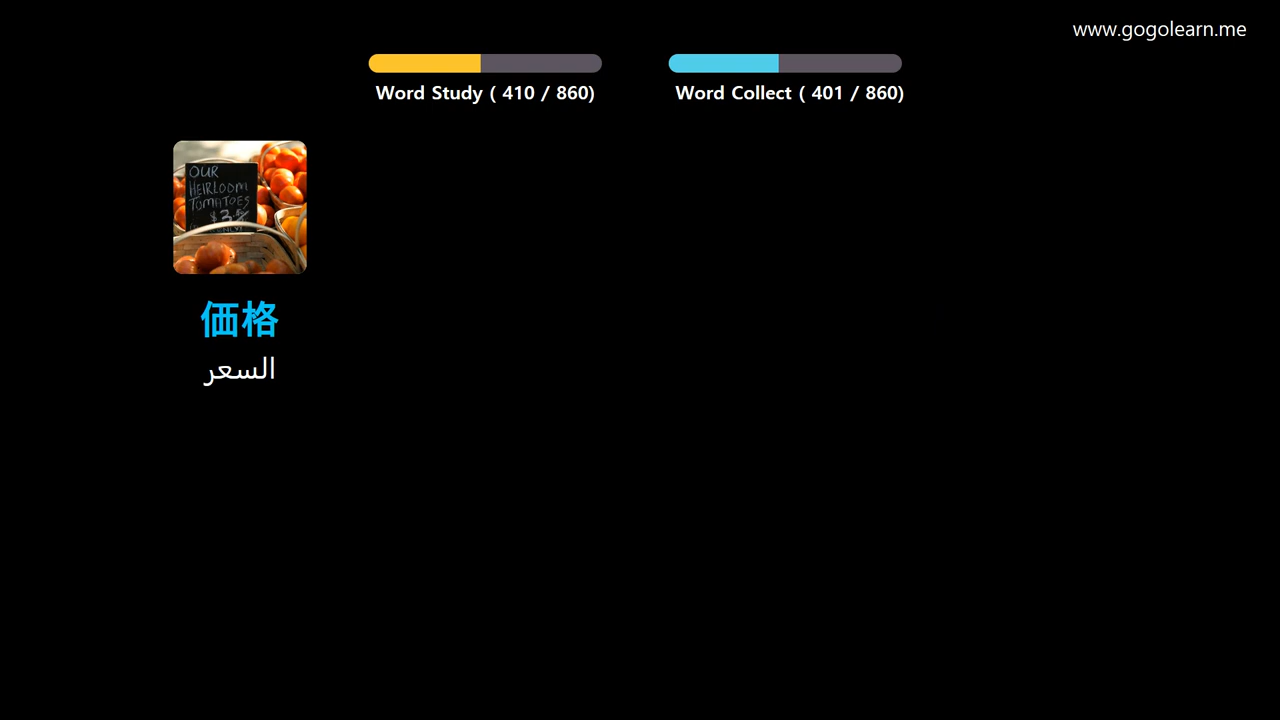 www.gogolearn.me
Word Study ( 410 / 860)
Word Collect ( 401 / 860)
OUR
HEIRLOOM
TOMATOES
価格
السعر